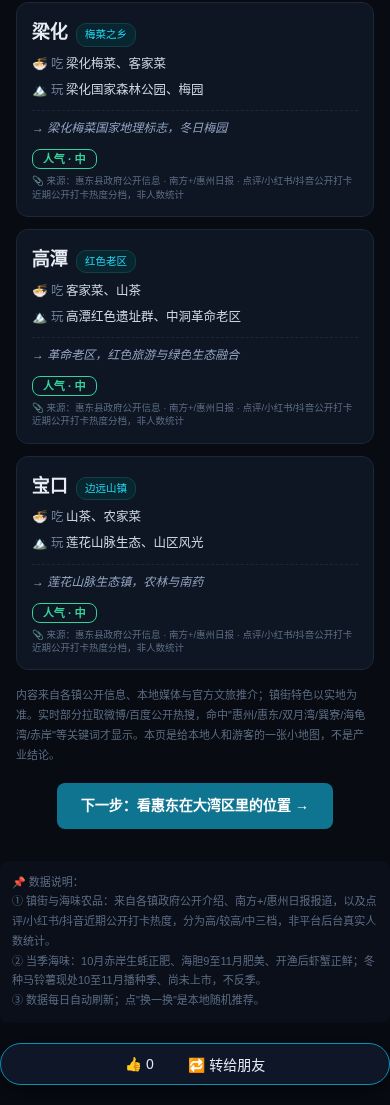 梁化 梅菜之乡
🍜 吃 梁化梅菜、客家菜
🏔️ 玩 梁化国家森林公园、梅园
→ 梁化梅菜国家地理标志，冬日梅园
人气 · 中
📎 来源：惠东县政府公开信息 · 南方+/惠州日报 · 点评/小红书/抖音公开打卡
近期公开打卡热度分档，非人数统计
高潭 红色老区
🍜 吃 客家菜、山茶
🏔️ 玩 高潭红色遗址群、中洞革命老区
→ 革命老区，红色旅游与绿色生态融合
人气 · 中
📎 来源：惠东县政府公开信息 · 南方+/惠州日报 · 点评/小红书/抖音公开打卡
近期公开打卡热度分档，非人数统计
宝口 边远山镇
🍜 吃 山茶、农家菜
🏔️ 玩 莲花山脉生态、山区风光
→ 莲花山脉生态镇，农林与南药
人气 · 中
📎 来源：惠东县政府公开信息 · 南方+/惠州日报 · 点评/小红书/抖音公开打卡
近期公开打卡热度分档，非人数统计
内容来自各镇公开信息、本地媒体与官方文旅推介；镇街特色以实地为
准。实时部分拉取微博/百度公开热搜，命中"惠州/惠东/双月湾/巽寮/海龟
湾/赤岸"等关键词才显示。本页是给本地人和游客的一张小地图，不是产
业结论。
下一步：看惠东在大湾区里的位置 →
📌 数据说明：
① 镇街与海味农品：来自各镇政府公开介绍、南方+/惠州日报报道，以及点
评/小红书/抖音近期公开打卡热度，分为高/较高/中三档，非平台后台真实人
数统计。
② 当季海味：10月赤岸生蚝正肥、海胆9至11月肥美、开渔后虾蟹正鲜；冬
种马铃薯现处10至11月播种季、尚未上市，不反季。
③ 数据每日自动刷新；点"换一换"是本地随机推荐。
👍 0 🔁 转给朋友